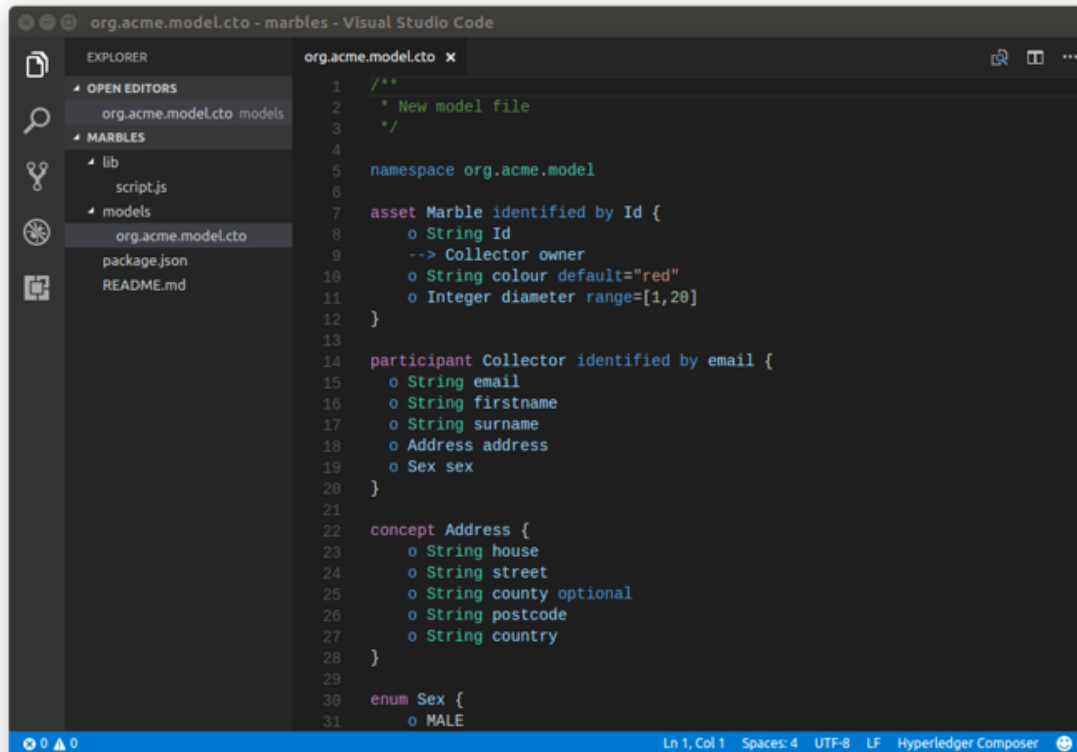 org.acme.model.cto - marbles - Visual Studio Code
EXPLORER
OPEN EDITORS
org.acme.model.cto models
MARBLES
lib
script.js
models
org.acme.model.cto
package.json
README.md
org.acme.model.cto
1 /**
2  * New model file
3  */
4
5 namespace org.acme.model
6
7 asset Marble identified by Id {
8     o String Id
9     --> Collector owner
10     o String colour default="red"
11     o Integer diameter range=[1,20]
12 }
13
14 participant Collector identified by email {
15   o String email
16   o String firstname
17   o String surname
18   o Address address
19   o Sex sex
20 }
21
22 concept Address {
23     o String house
24     o String street
25     o String county optional
26     o String postcode
27     o String country
28 }
29
30 enum Sex {
31     o MALE
0 0 Ln 1, Col 1 Spaces: 4 UTF-8 LF Hyperledger Composer